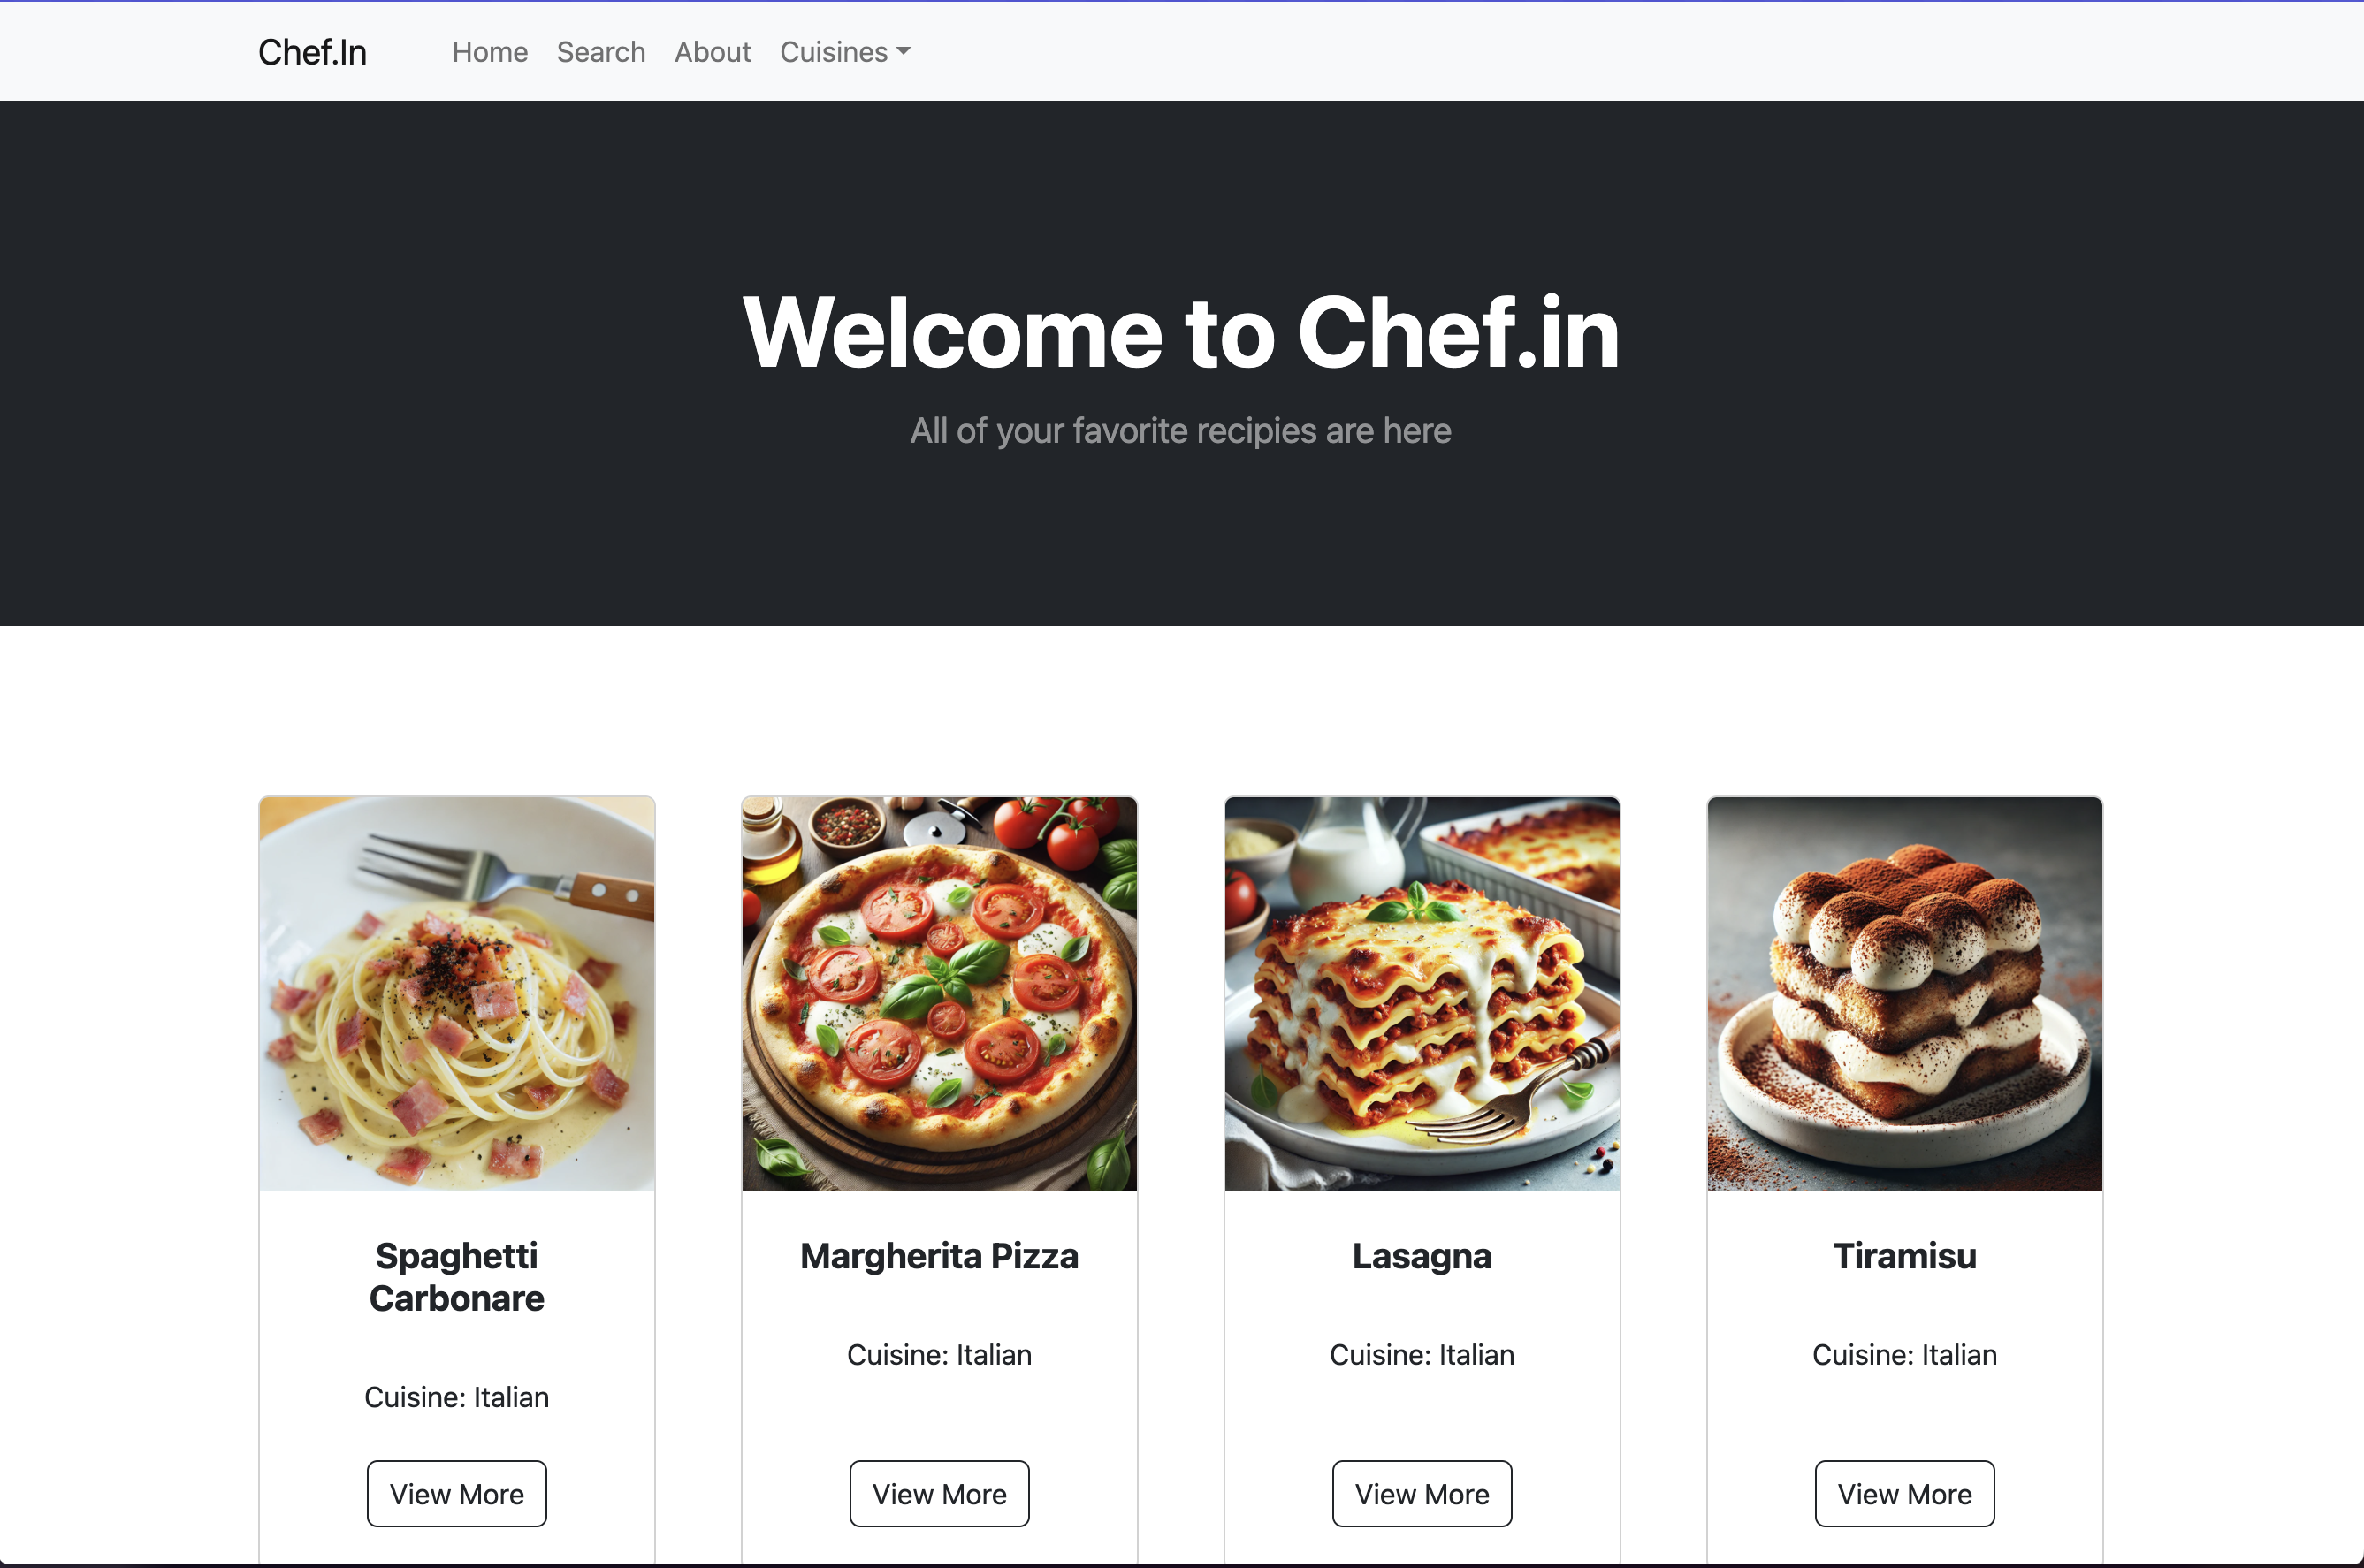 Chef.In Home Search About Cuisines
Welcome to Chef.in
All of your favorite recipies are here
Spaghetti
Carbonare
Cuisine: Italian
View More
Margherita Pizza
Cuisine: Italian
View More
Lasagna
Cuisine: Italian
View More
Tiramisu
Cuisine: Italian
View More